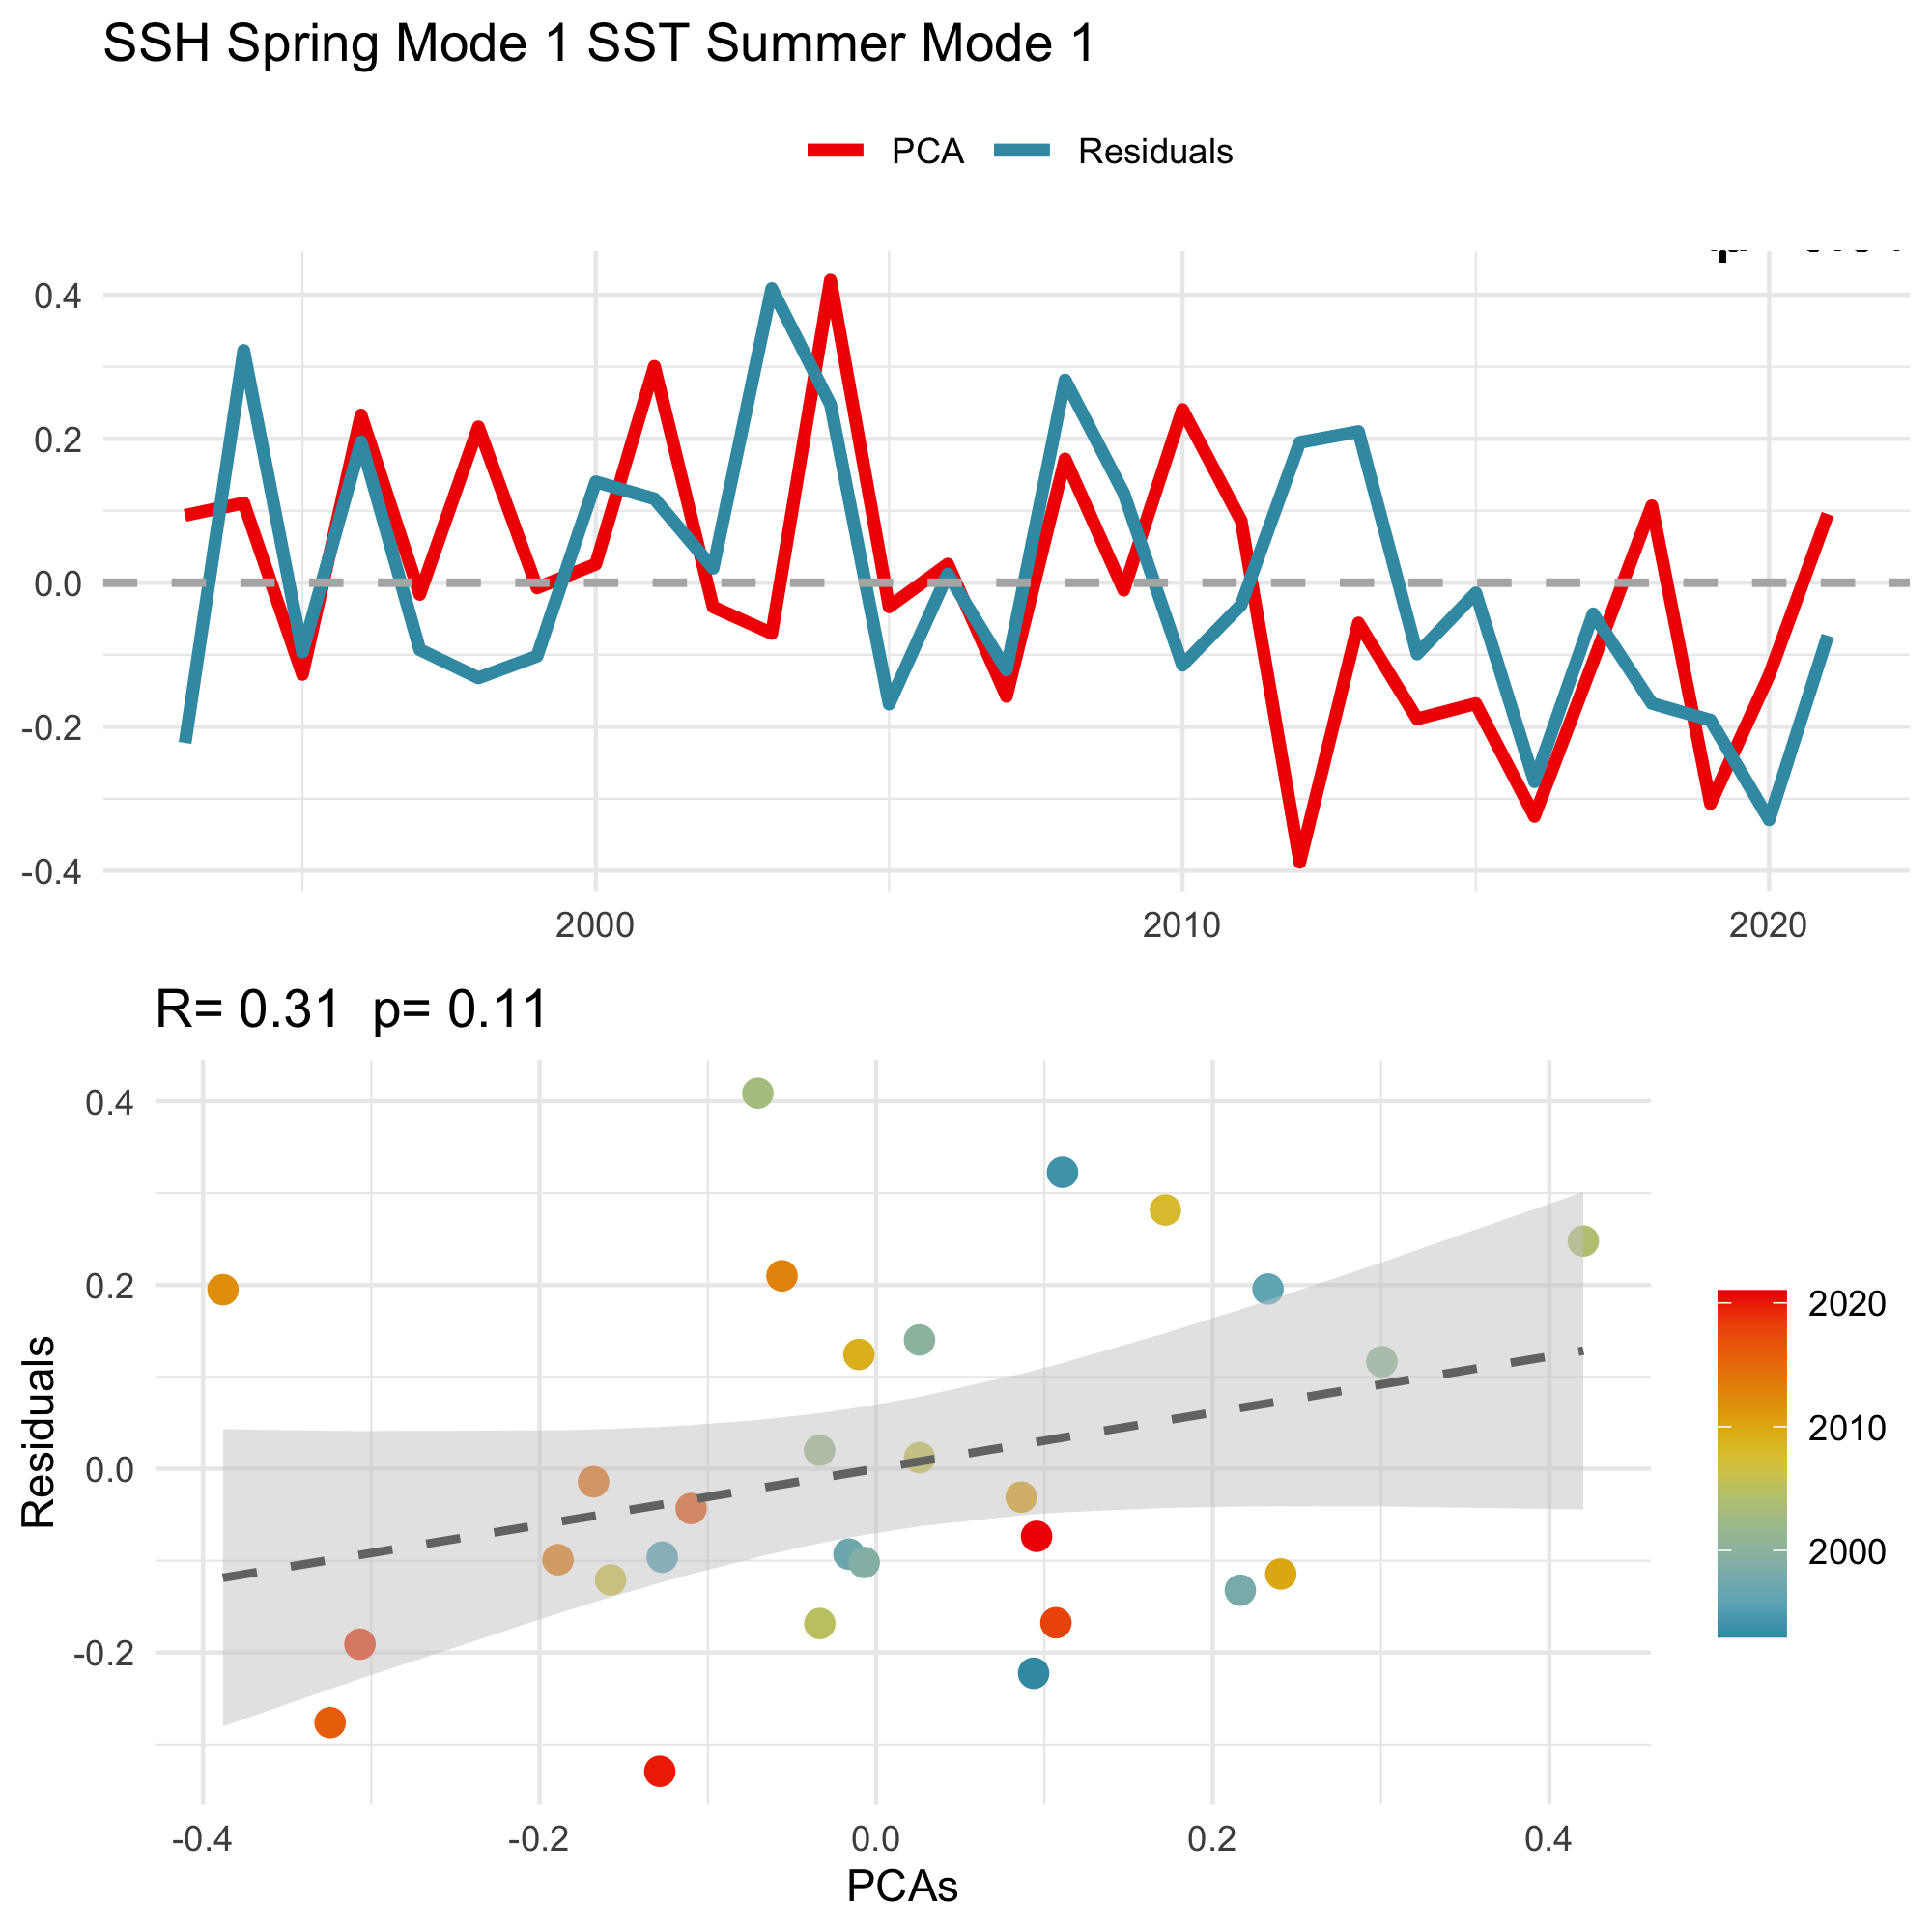 SSH Spring Mode 1 SST Summer Mode 1
PCA Residuals
0.4
0.2
0.0
-0.2
-0.4
2000 2010 2020
R= 0.31 p= 0.11
Residuals
0.4
0.2
0.0
-0.2
-0.4 -0.2 0.0 0.2 0.4
PCAs
2020
2010
2000